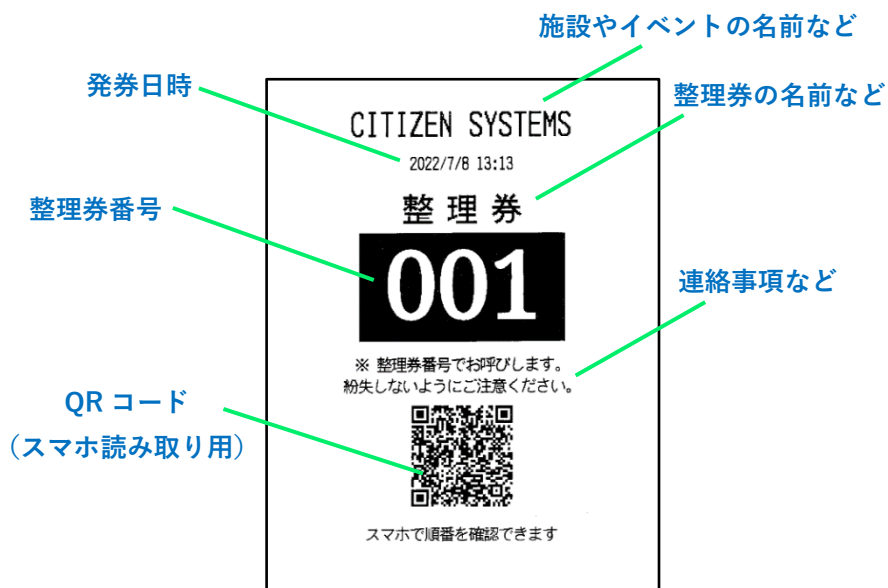 施設やイベントの名前など
発券日時
整理券の名前など
CITIZEN SYSTEMS
2022/7/8 13:13
整理券番号
整理券
001
連絡事項など
※ 整理券番号でお呼びします。
紛失しないようにご注意ください。
QR コード
（スマホ読み取り用）
スマホで順番を確認できます